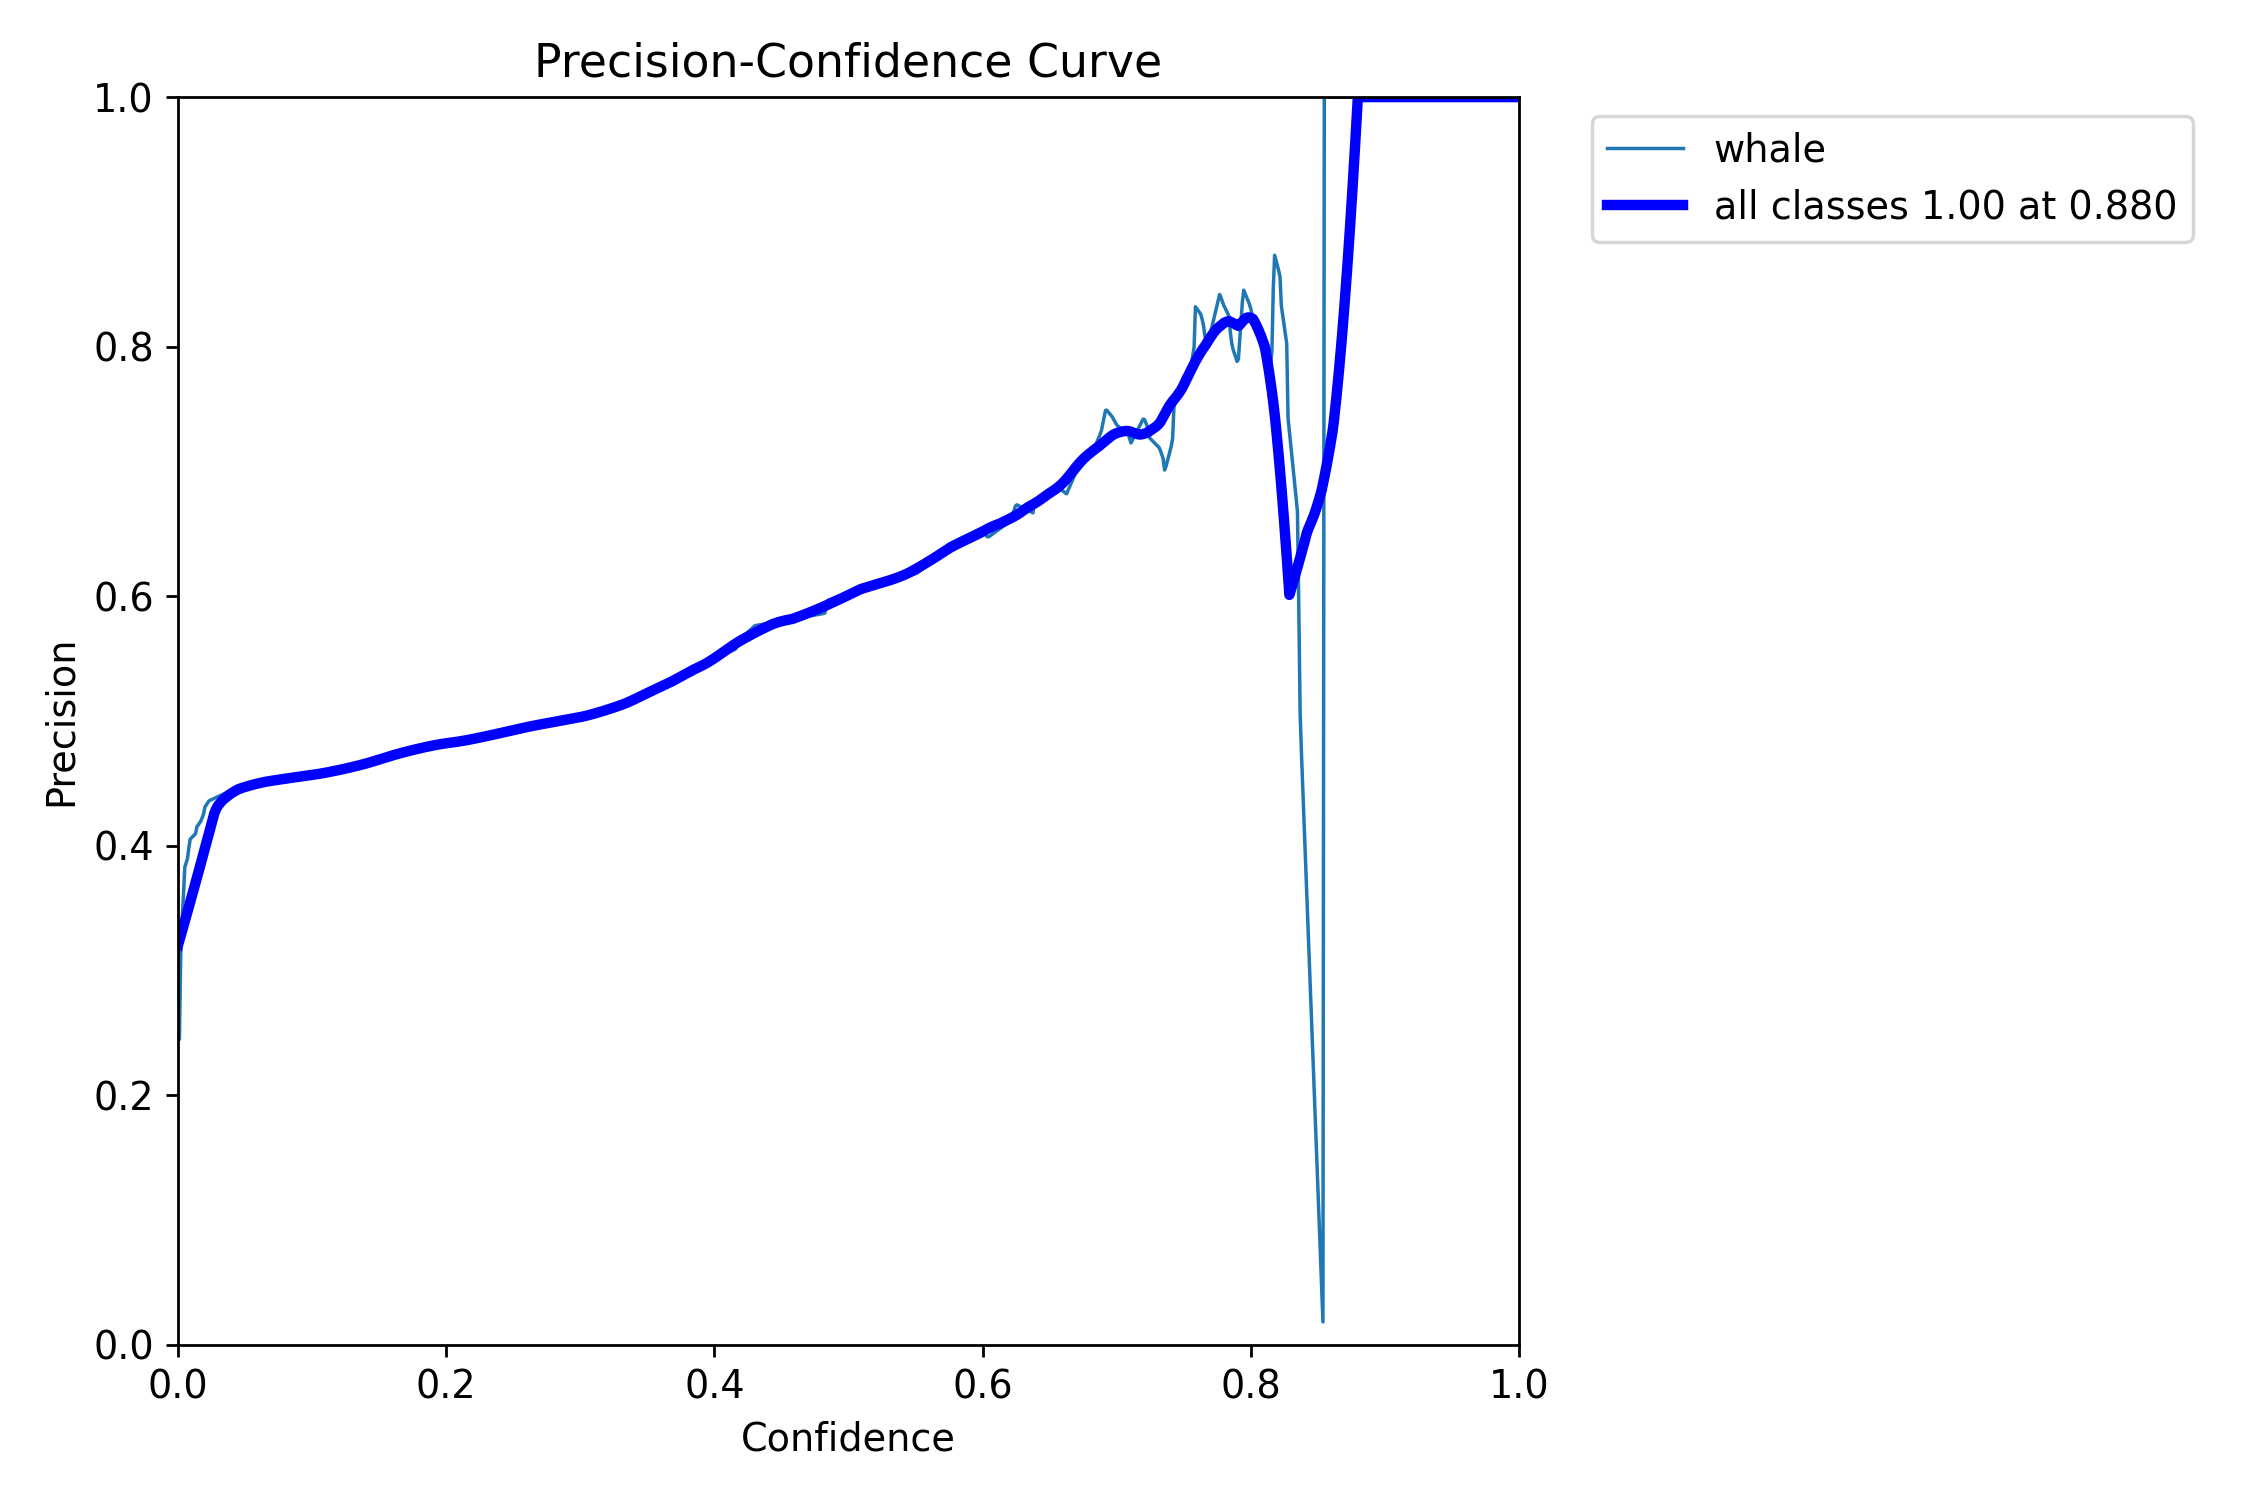 Precision-Confidence Curve
1.0
0.8
0.6
0.4
0.2
0.0
Precision
0.0 0.2 0.4 0.6 0.8 1.0
Confidence
whale
all classes 1.00 at 0.880